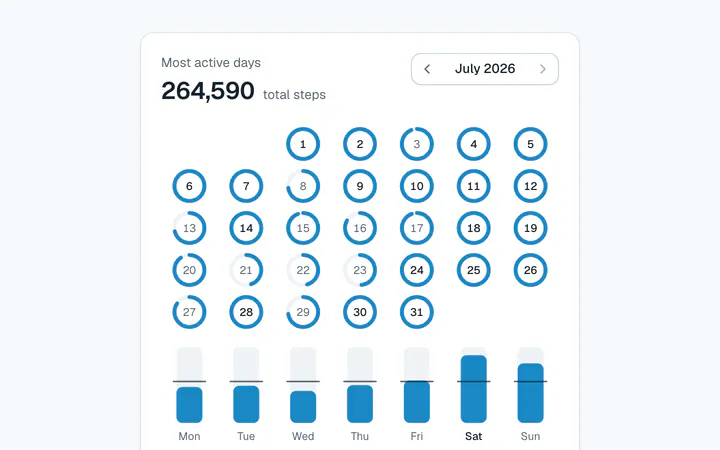 Most active days
264,590 total steps
July 2026
1 2 3 4 5
6 7 8 9 10 11 12
13 14 15 16 17 18 19
20 21 22 23 24 25 26
27 28 29 30 31
Mon Tue Wed Thu Fri Sat Sun